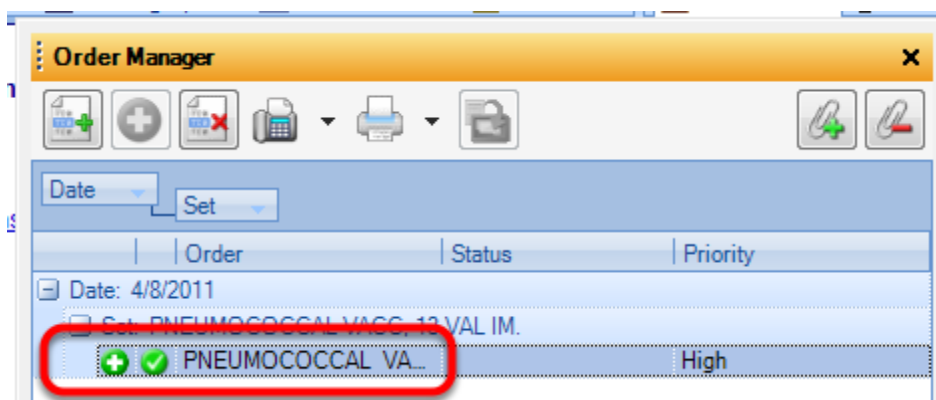 Order Manager
Date
Set
Order Status Priority
Date: 4/8/2011
Set: PNEUMOCOCCAL VACC, 13 VAL IM.
PNEUMOCOCCAL VA... High